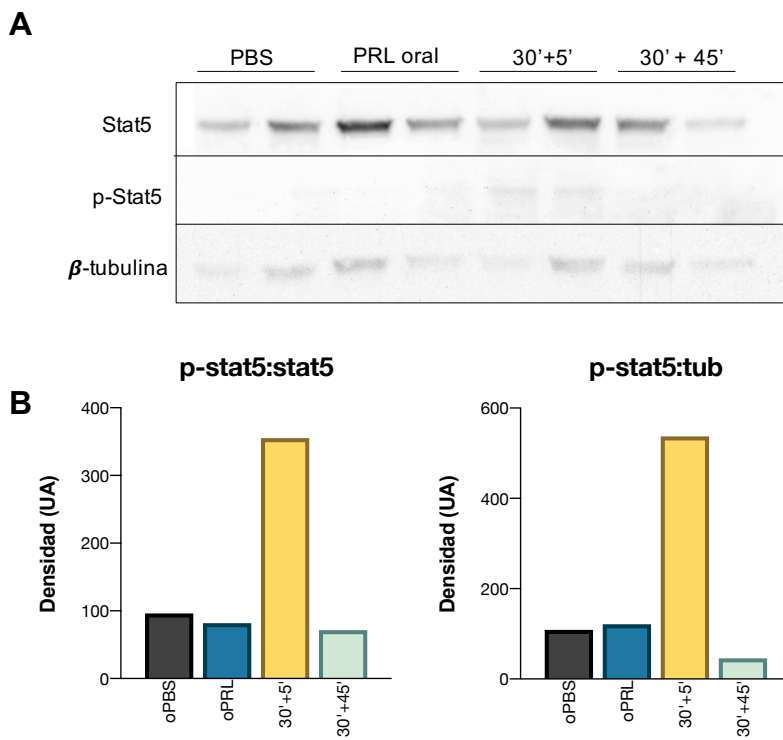 A
PBS PRL oral 30'+5' 30' + 45'
Stat5
p-Stat5
β-tubulina
p-stat5:stat5 p-stat5:tub
B
Densidad (UA)
400
300
200
100
0
oPBS
oPRL
30'+5'
30'+45'
Densidad (UA)
600
400
200
0
oPBS
oPRL
30'+5'
30'+45'